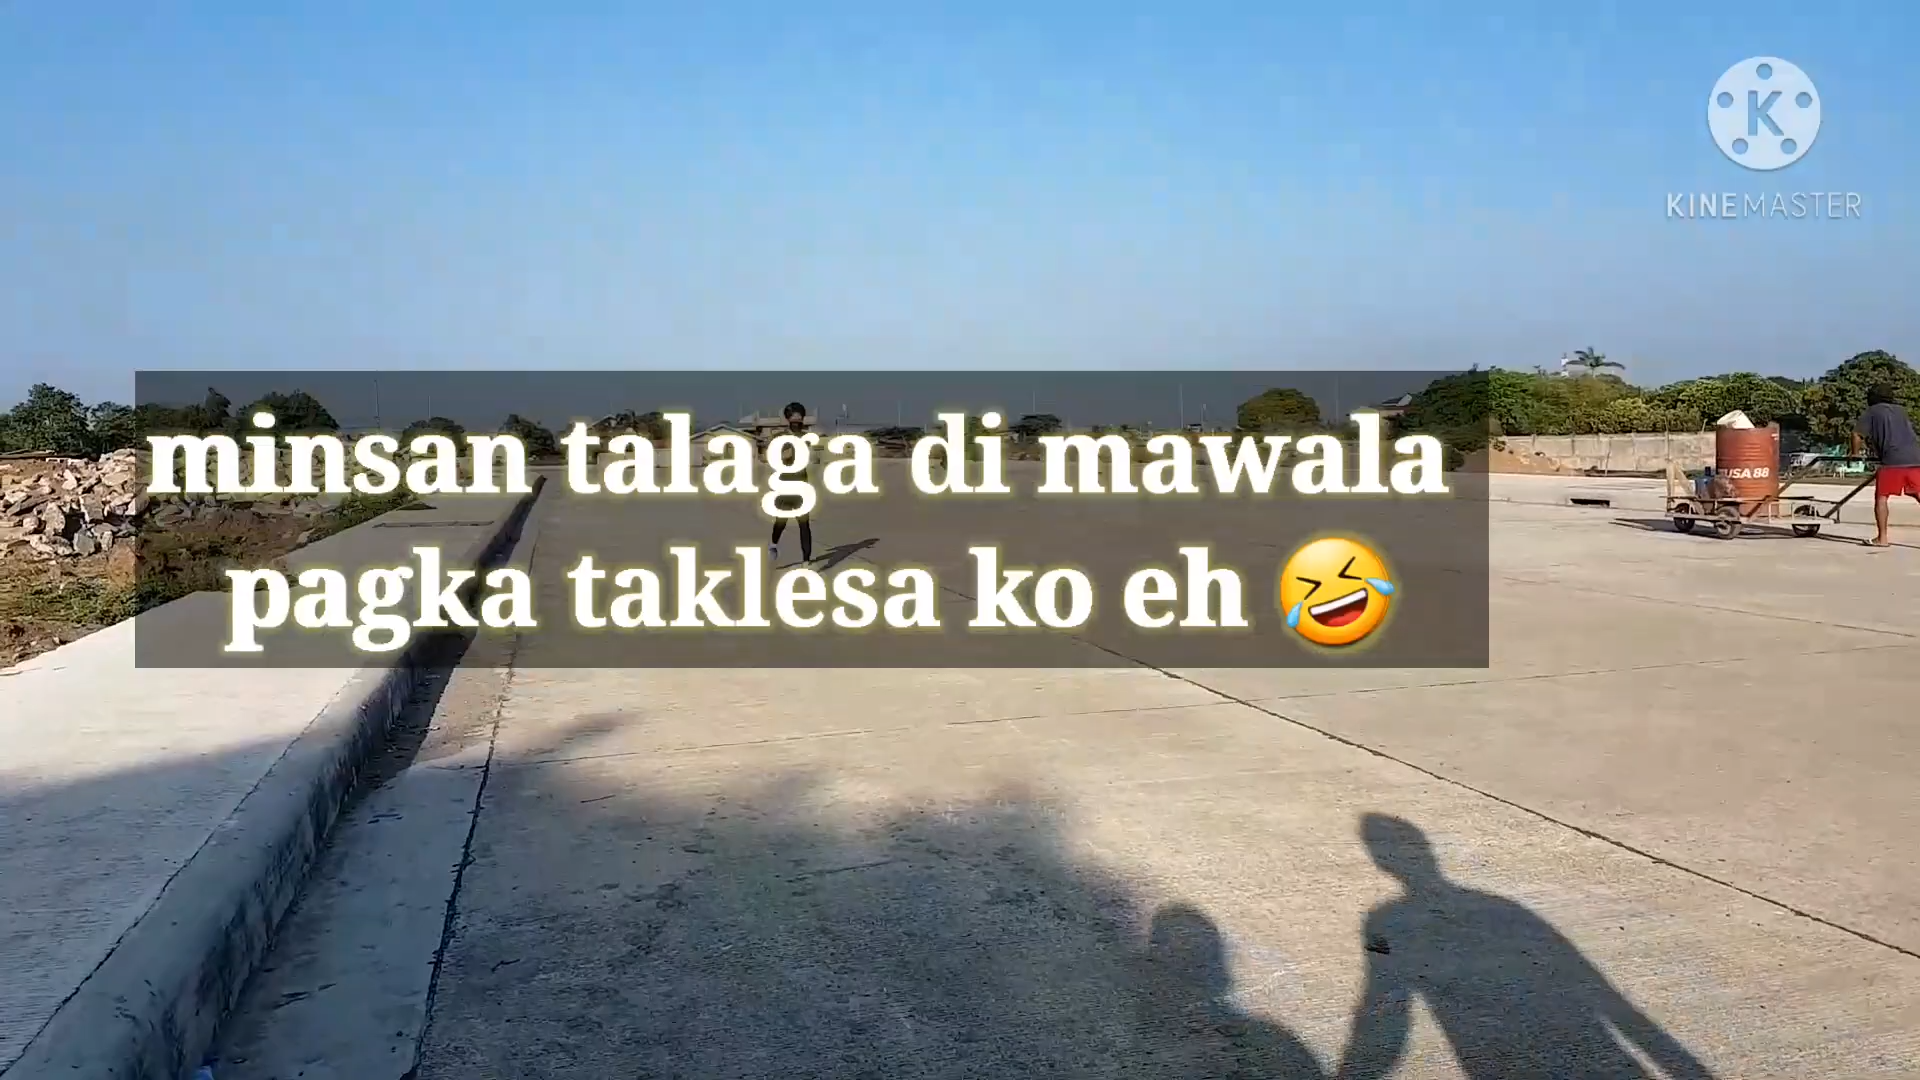 K
KINEMASTER
minsan talaga di mawala
pagka taklesa ko eh 🤣
USA 88